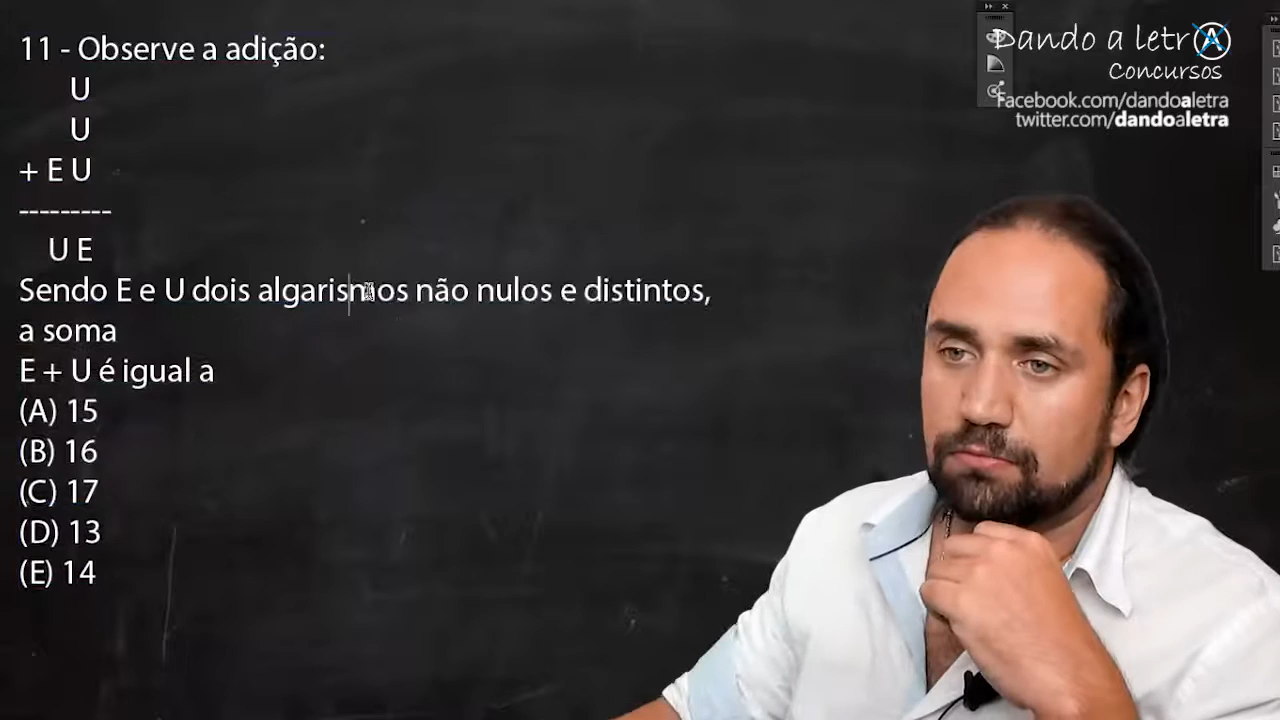 11 - Observe a adição:
U
U
+ E U
---------
U E
Sendo E e U dois algarismos não nulos e distintos,
a soma
E + U é igual a
(A) 15
(B) 16
(C) 17
(D) 13
(E) 14
Dando a letrA
Concursos
Facebook.com/dandoaletra
twitter.com/dandoaletra